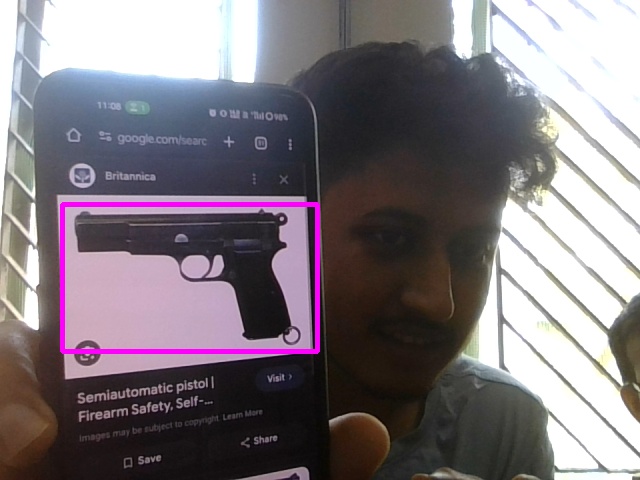 11:08
98%
google.com/searc
Britannica
Visit >
Semiautomatic pistol |
Firearm Safety, Self-...
Images may be subject to copyright. Learn More
Save
Share